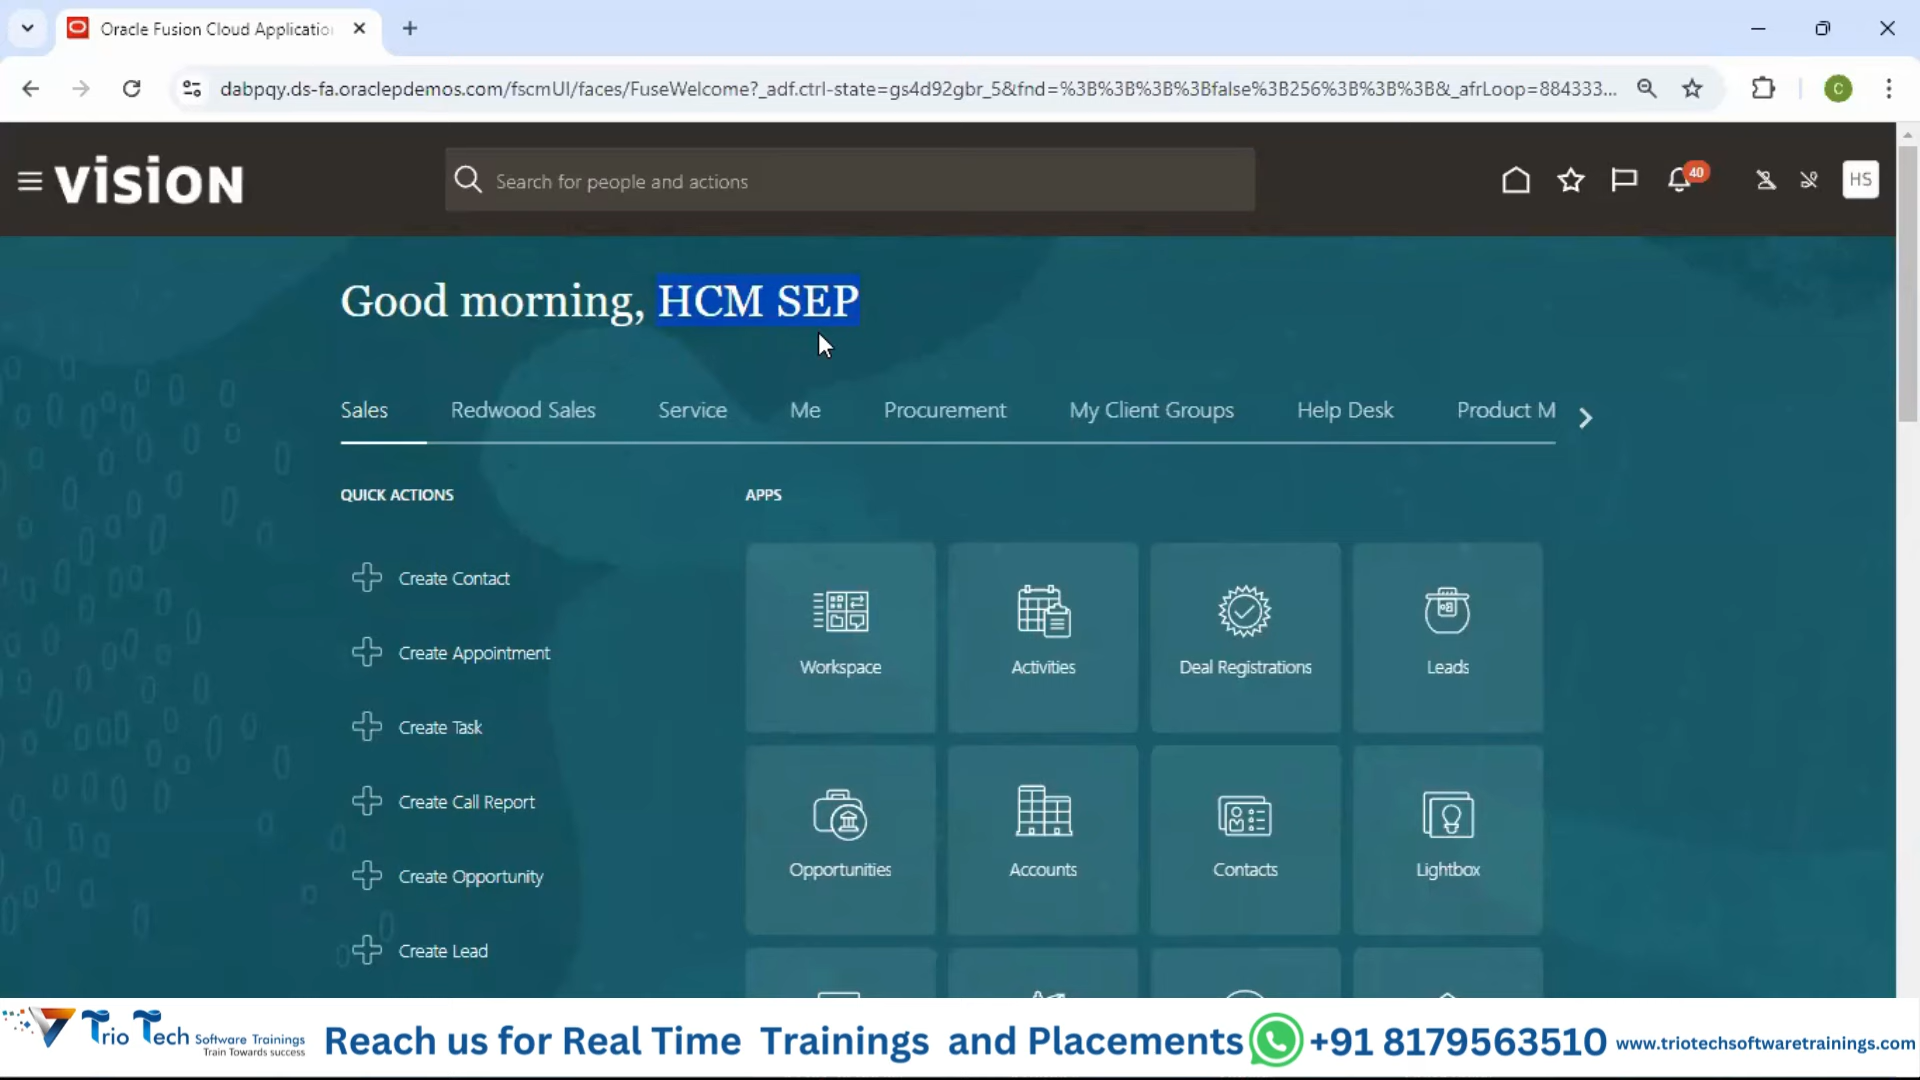 Oracle Fusion Cloud Applicatio
dabpqy.ds-fa.oraclepdemos.com/fscmUI/faces/FuseWelcome?_adf.ctrl-state=gs4d92gbr_5&fnd=%3B%3B%3B%3Bfalse%3B256%3B%3B%3B&_afrLoop=884333...
C
VISION
Search for people and actions
40
HS
Good morning, HCM SEP
Sales Redwood Sales Service Me Procurement My Client Groups Help Desk Product M
QUICK ACTIONS
APPS
Create Contact
Create Appointment
Create Task
Create Call Report
Create Opportunity
Create Lead
Workspace Activities Deal Registrations Leads
Opportunities Accounts Contacts Lightbox
Trio Tech Software Trainings
Train Towards success
Reach us for Real Time Trainings and Placements +91 8179563510 www.triotechsoftwaretrainings.com